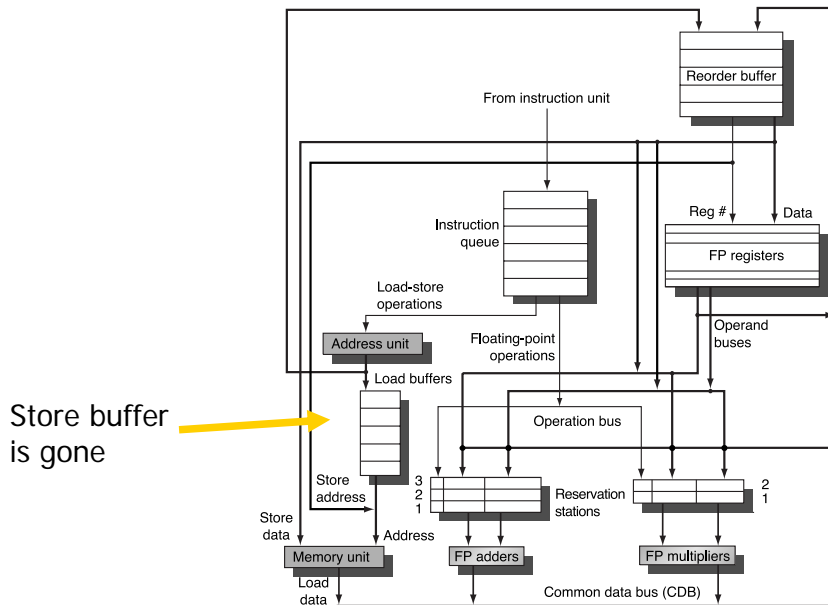 Reorder buffer
From instruction unit
Reg #
Data
Instruction
queue
FP registers
Load-store
operations
Operand
buses
Address unit
Floating-point
operations
Load buffers
Store buffer
is gone
Operation bus
Store
address
3
2
1
Reservation
stations
2
1
Store
data
Address
Memory unit
FP adders
FP multipliers
Load
data
Common data bus (CDB)